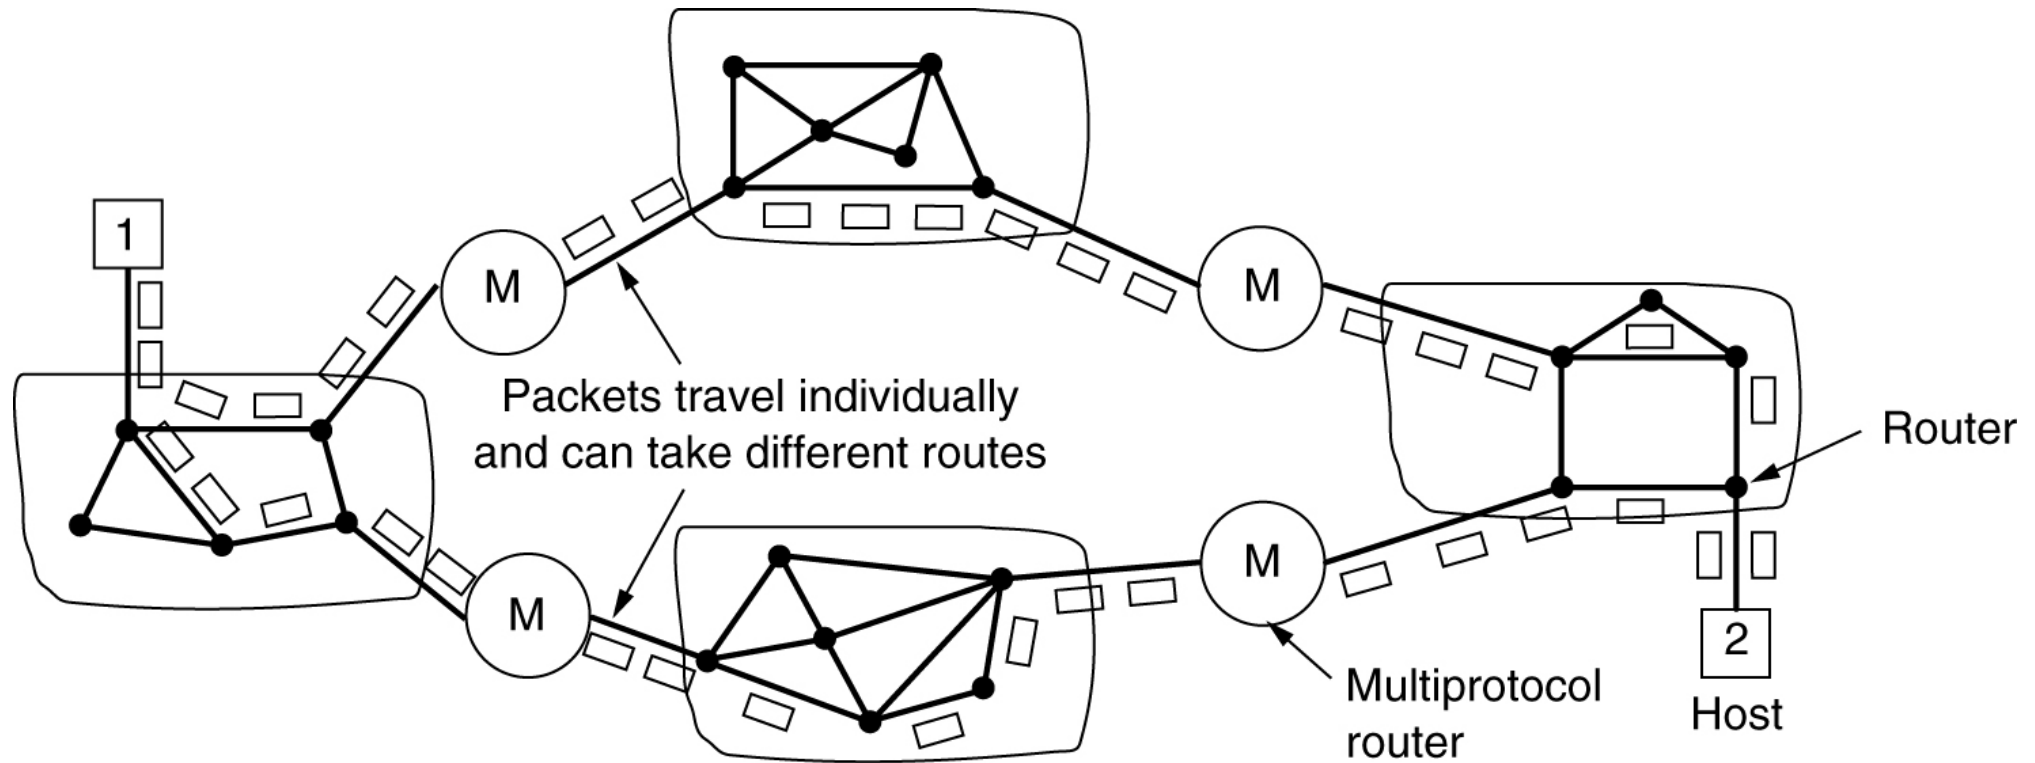 1
M
M
Packets travel individually
and can take different routes
Router
M
M
2
Multiprotocol
router
Host